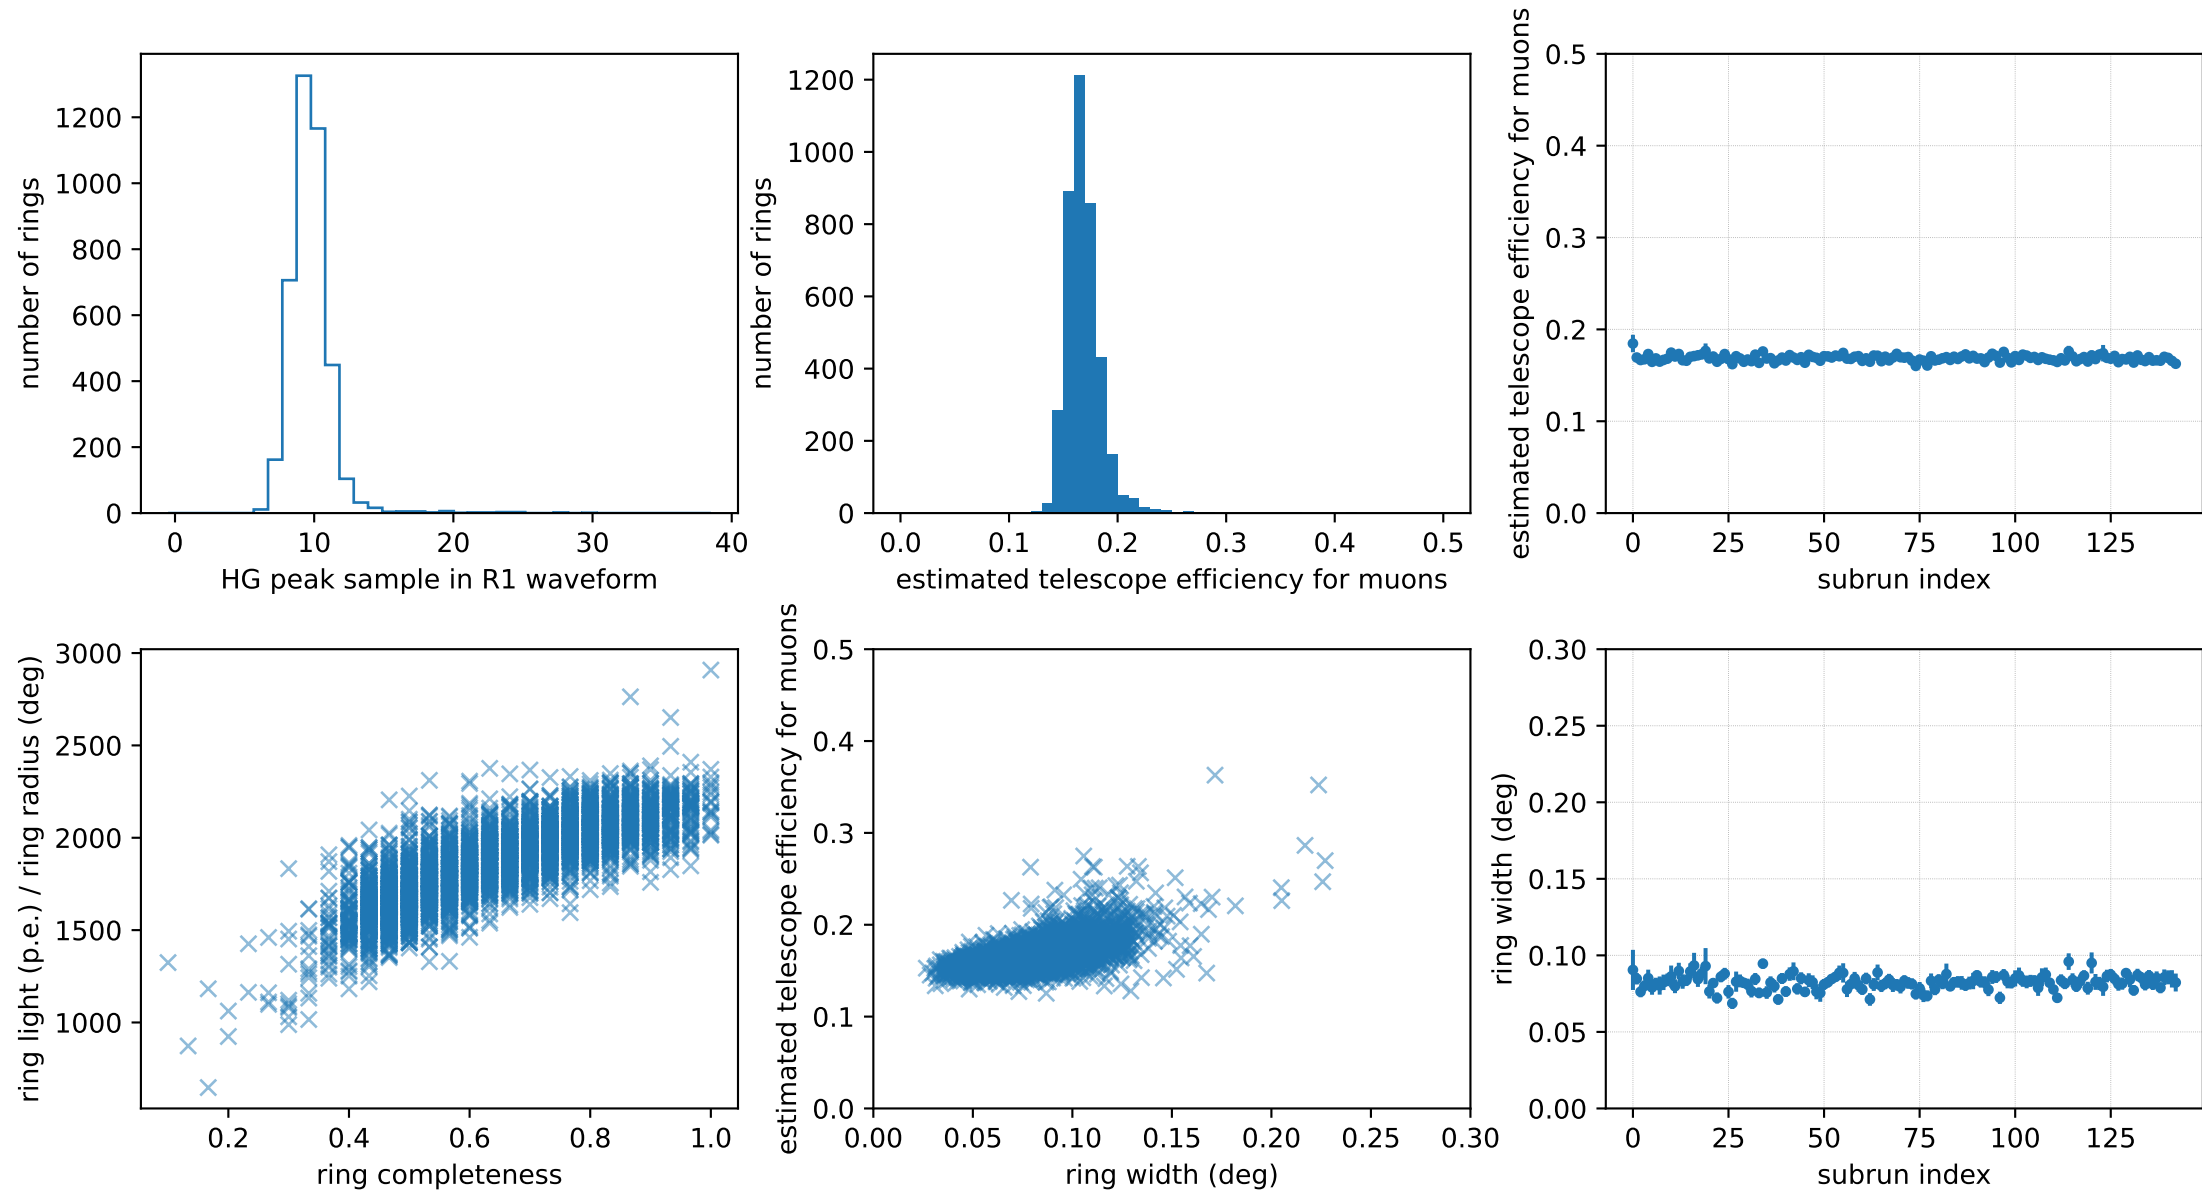 number of rings
1200
1000
800
600
400
200
0
0 10 20 30 40
HG peak sample in R1 waveform
number of rings
1200
1000
800
600
400
200
0
0.0 0.1 0.2 0.3 0.4 0.5
estimated telescope efficiency for muons
estimated telescope efficiency for muons
0.5
0.4
0.3
0.2
0.1
0.0
0 25 50 75 100 125
subrun index
ring light (p.e.) / ring radius (deg)
3000
2500
2000
1500
1000
0.2 0.4 0.6 0.8 1.0
ring completeness
estimated telescope efficiency for muons
0.5
0.4
0.3
0.2
0.1
0.0
0.00 0.05 0.10 0.15 0.20 0.25 0.30
ring width (deg)
ring width (deg)
0.30
0.25
0.20
0.15
0.10
0.05
0.00
0 25 50 75 100 125
subrun index